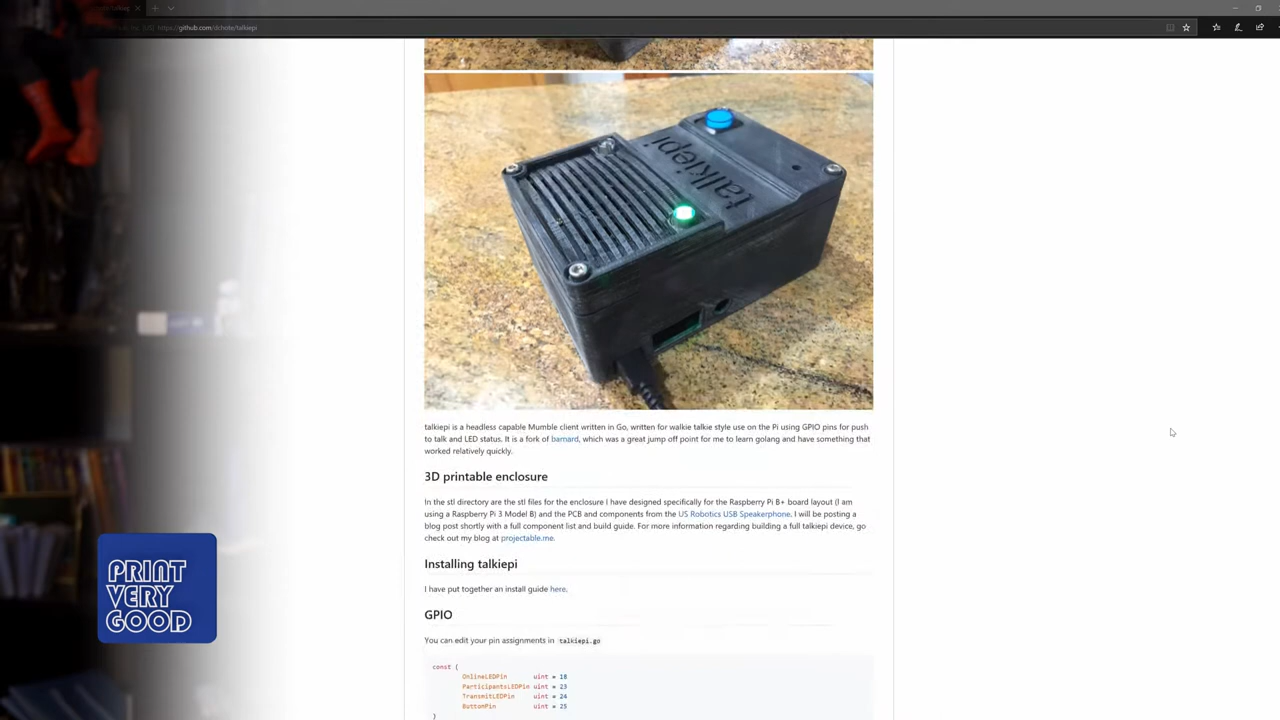 https://github.com/dchote/talkiepi
talkiepi
talkiepi is a headless capable Mumble client written in Go, written for walkie talkie style use on the Pi using GPIO pins for push
to talk and LED status. It is a fork of barnard, which was a great jump off point for me to learn golang and have something that
worked relatively quickly.
3D printable enclosure
In the stl directory are the stl files for the enclosure I have designed specifically for the Raspberry Pi B+ board layout (I am
using a Raspberry Pi 3 Model B) and the PCB and components from the US Robotics USB Speakerphone. I will be posting a
blog post shortly with a full component list and build guide. For more information regarding building a full talkiepi device, go
check out my blog at projectable.me.
Installing talkiepi
I have put together an install guide here.
GPIO
You can edit your pin assignments in talkiepi.go
const (
OnlineLEDPin uint = 18
ParticipantsLEDPin uint = 23
TransmitLEDPin uint = 24
ButtonPin uint = 25
)
PRINT
VERY
GOOD